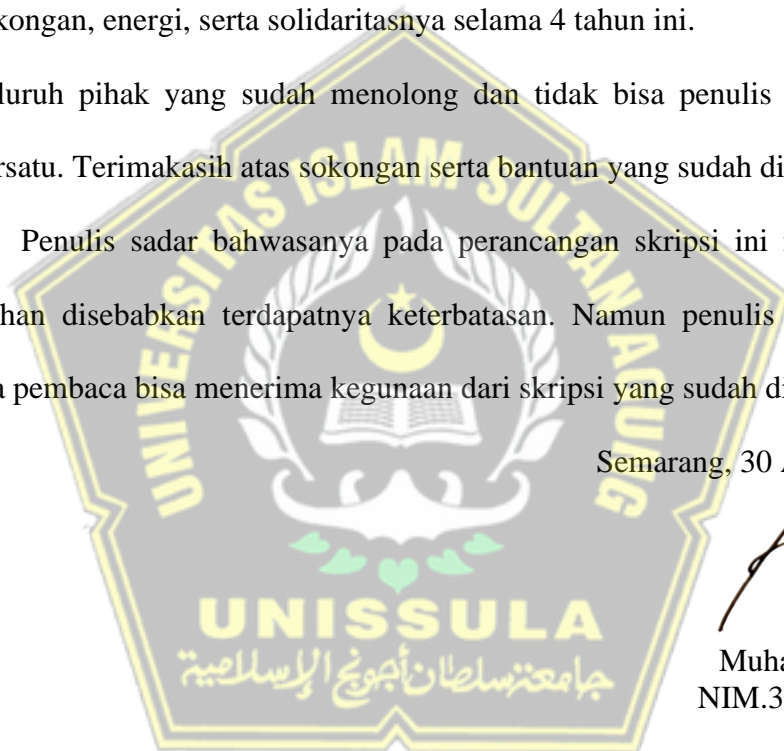 kongan, energi, serta solidaritasnya selama 4 tahun ini.
luruh pihak yang sudah menolong dan tidak bisa penulis
rsatu. Terimakasih atas sokongan serta bantuan yang sudah di
Penulis sadar bahwasanya pada perancangan skripsi ini
han disebabkan terdapatnya keterbatasan. Namun penulis
a pembaca bisa menerima kegunaan dari skripsi yang sudah di
Semarang, 30
Muha
NIM.3
UNIVERSITAS ISLAM SULTAN AGUNG
UNISSULA
جامعة سلطان أجونج الإسلامية